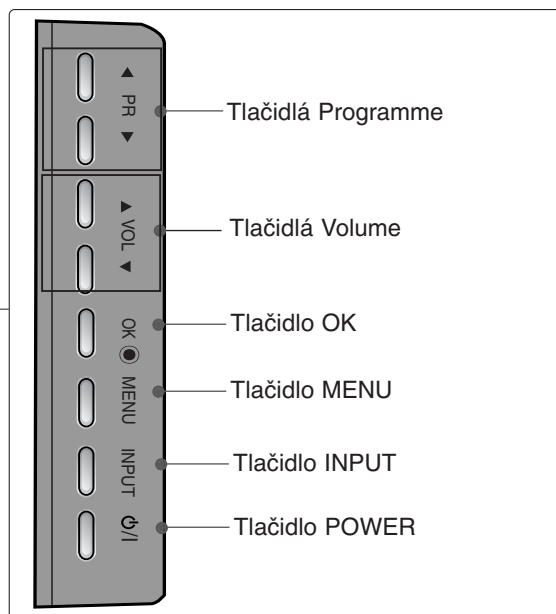 PR
Tlačidlá Programme
VOL
Tlačidlá Volume
OK
Tlačidlo OK
MENU
Tlačidlo MENU
INPUT
Tlačidlo INPUT
/I
Tlačidlo POWER